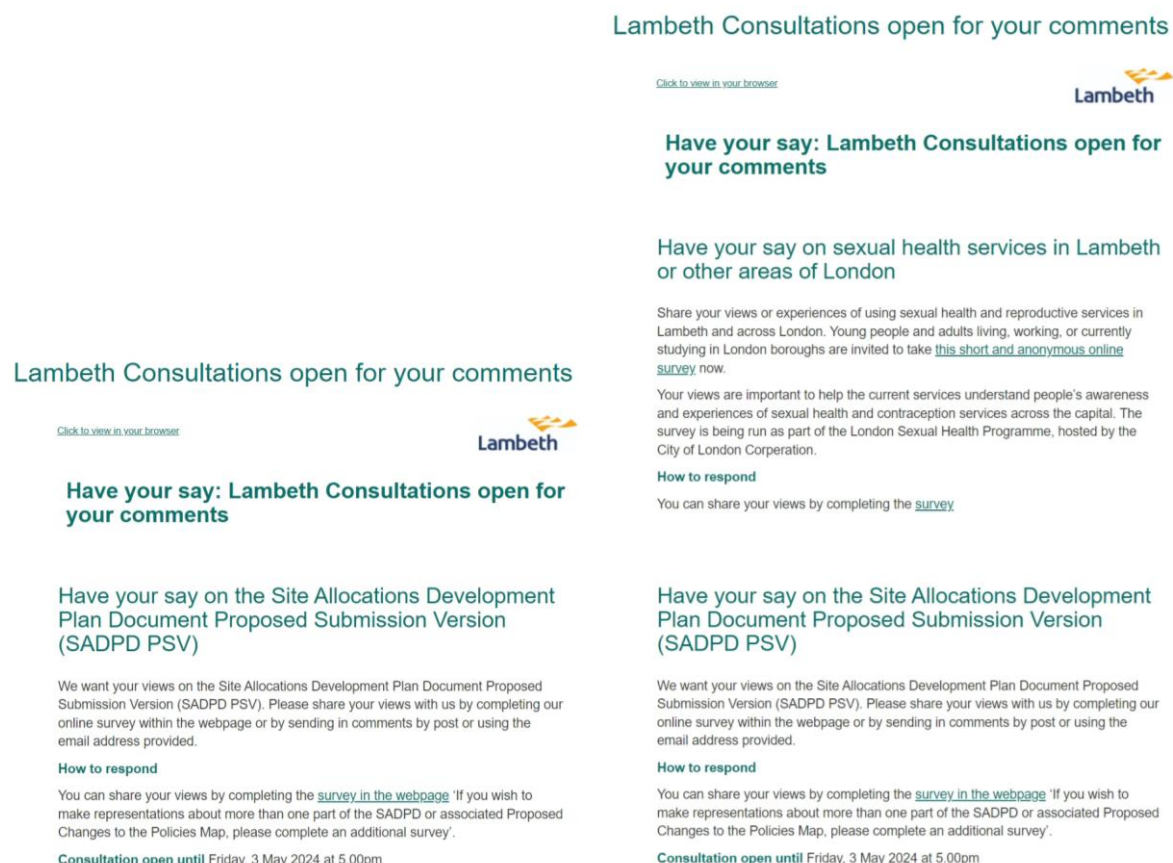 Lambeth Consultations open for your comments
Click to view in your browser
Lambeth
Have your say: Lambeth Consultations open for
your comments
Have your say on the Site Allocations Development
Plan Document Proposed Submission Version
(SADPD PSV)
We want your views on the Site Allocations Development Plan Document Proposed
Submission Version (SADPD PSV). Please share your views with us by completing our
online survey within the webpage or by sending in comments by post or using the
email address provided.
How to respond
You can share your views by completing the survey in the webpage 'If you wish to
make representations about more than one part of the SADPD or associated Proposed
Changes to the Policies Map, please complete an additional survey'.
Consultation open until Friday, 3 May 2024 at 5.00pm
Lambeth Consultations open for your comments
Click to view in your browser
Lambeth
Have your say: Lambeth Consultations open for
your comments
Have your say on sexual health services in Lambeth
or other areas of London
Share your views or experiences of using sexual health and reproductive services in
Lambeth and across London. Young people and adults living, working, or currently
studying in London boroughs are invited to take this short and anonymous online
survey now.
Your views are important to help the current services understand people's awareness
and experiences of sexual health and contraception services across the capital. The
survey is being run as part of the London Sexual Health Programme, hosted by the
City of London Corperation.
How to respond
You can share your views by completing the survey
Have your say on the Site Allocations Development
Plan Document Proposed Submission Version
(SADPD PSV)
We want your views on the Site Allocations Development Plan Document Proposed
Submission Version (SADPD PSV). Please share your views with us by completing our
online survey within the webpage or by sending in comments by post or using the
email address provided.
How to respond
You can share your views by completing the survey in the webpage 'If you wish to
make representations about more than one part of the SADPD or associated Proposed
Changes to the Policies Map, please complete an additional survey'.
Consultation open until Friday, 3 May 2024 at 5.00pm